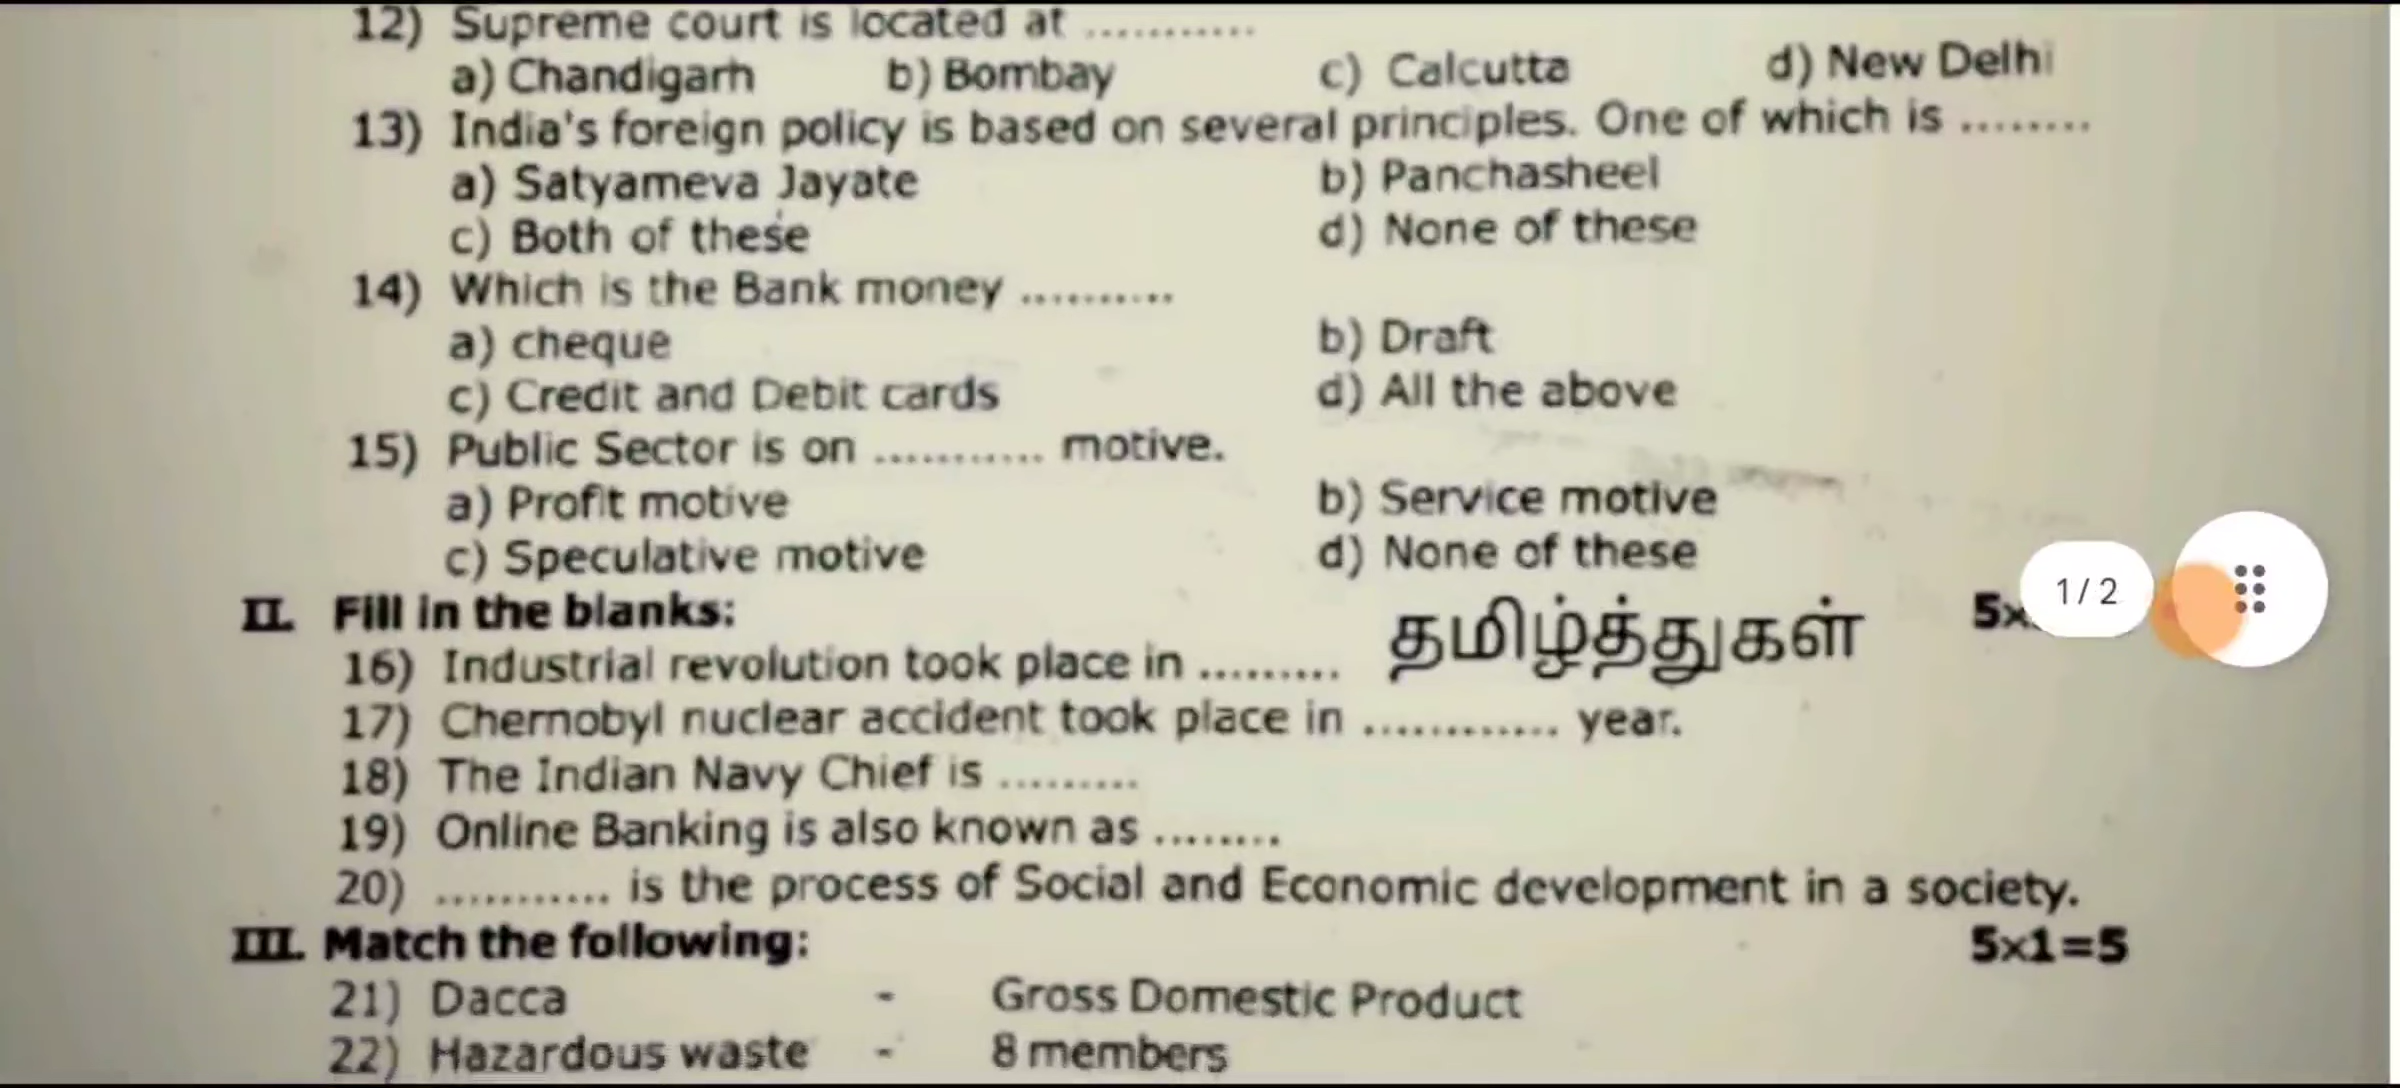 12) Supreme court is located at ...........
a) Chandigarh b) Bombay c) Calcutta d) New Delhi
13) India's foreign policy is based on several principles. One of which is ........
a) Satyameva Jayate b) Panchasheel
c) Both of these d) None of these
14) Which is the Bank money ..........
a) cheque b) Draft
c) Credit and Debit cards d) All the above
15) Public Sector is on ........... motive.
a) Profit motive b) Service motive
c) Speculative motive d) None of these
II. Fill in the blanks: 5x
1/2
தமிழ்த்துகள்
16) Industrial revolution took place in .........
17) Chernobyl nuclear accident took place in ............ year.
18) The Indian Navy Chief is .........
19) Online Banking is also known as ........
20) ........... is the process of Social and Economic development in a society.
III. Match the following: 5x1=5
21) Dacca - Gross Domestic Product
22) Hazardous waste - 8 members